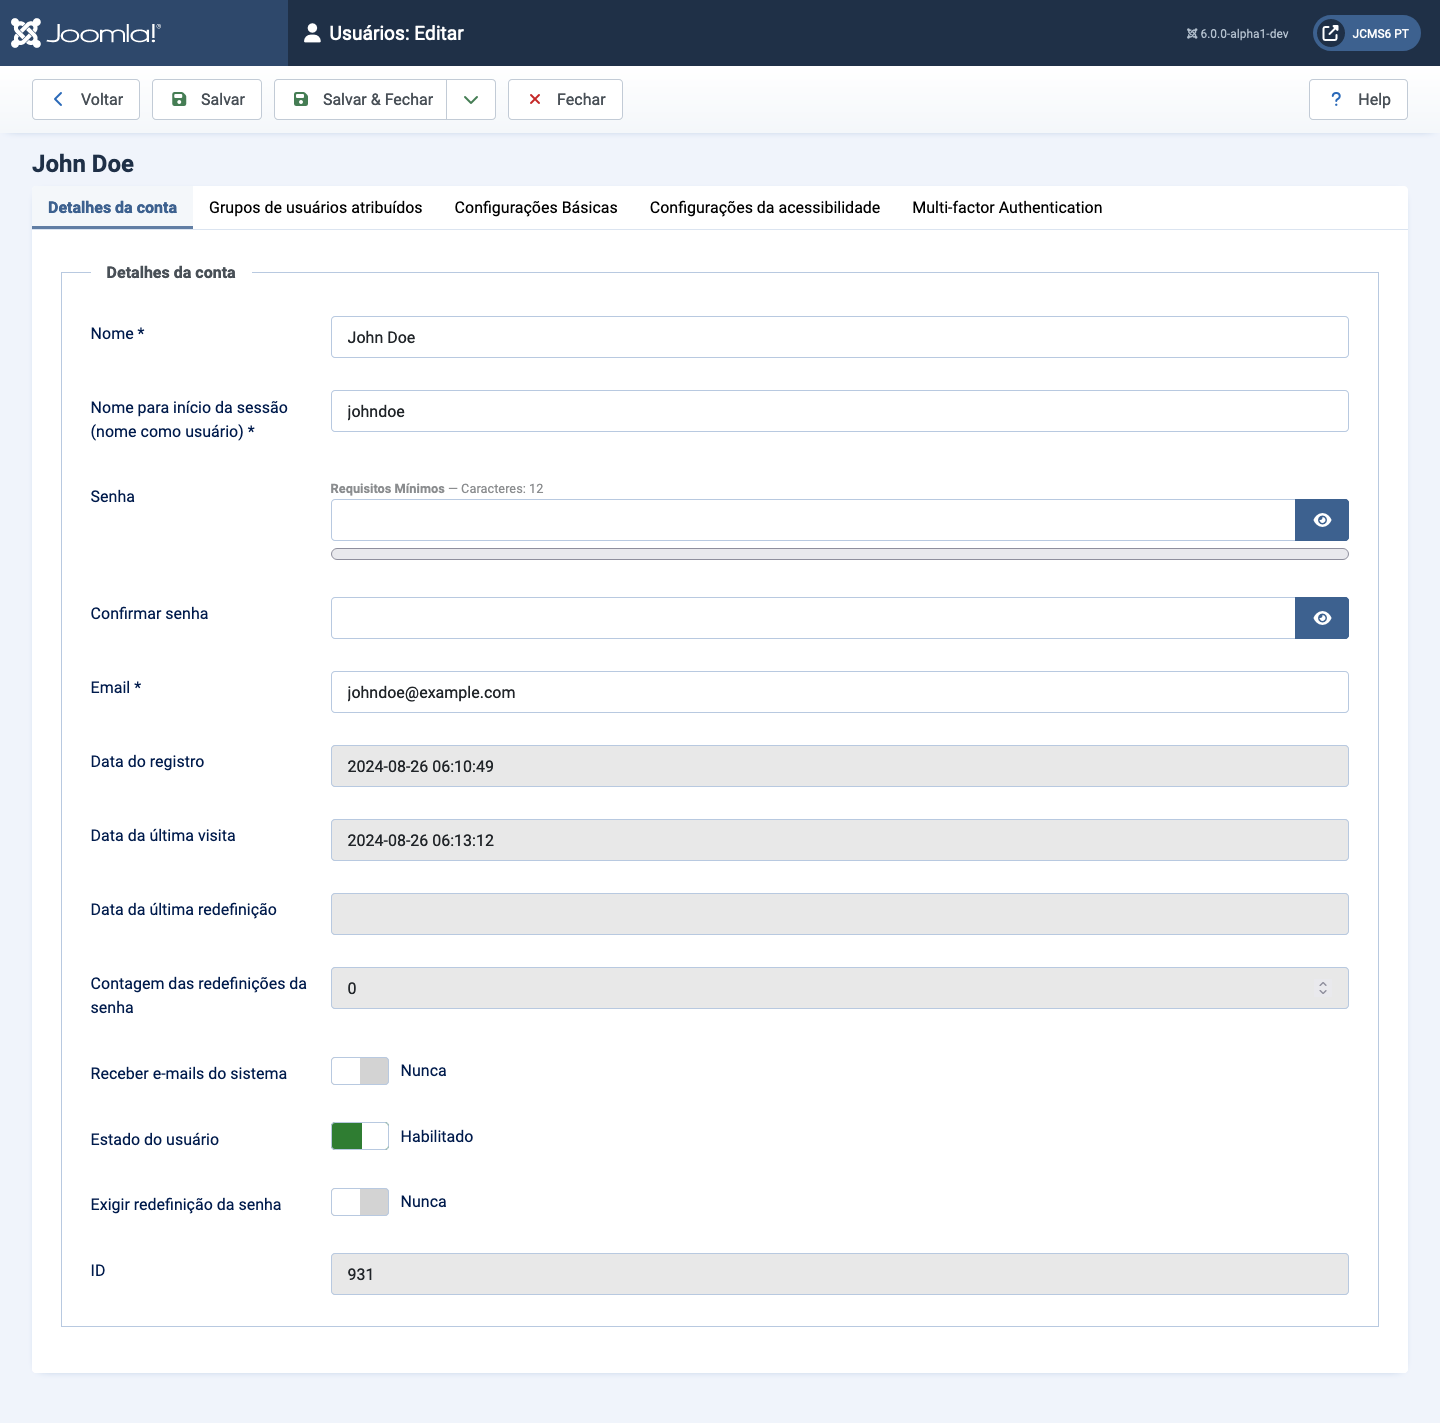 Joomla!®
Usuários: Editar
6.0.0-alpha1-dev
JCMS6 PT
Voltar
Salvar
Salvar & Fechar
Fechar
? Help
John Doe
Detalhes da conta
Grupos de usuários atribuídos
Configurações Básicas
Configurações da acessibilidade
Multi-factor Authentication
Detalhes da conta
Nome *
John Doe
Nome para início da sessão
(nome como usuário) *
johndoe
Senha
Requisitos Mínimos — Caracteres: 12
Confirmar senha
Email *
johndoe@example.com
Data do registro
2024-08-26 06:10:49
Data da última visita
2024-08-26 06:13:12
Data da última redefinição
Contagem das redefinições da
senha
0
Receber e-mails do sistema
Nunca
Estado do usuário
Habilitado
Exigir redefinição da senha
Nunca
ID
931